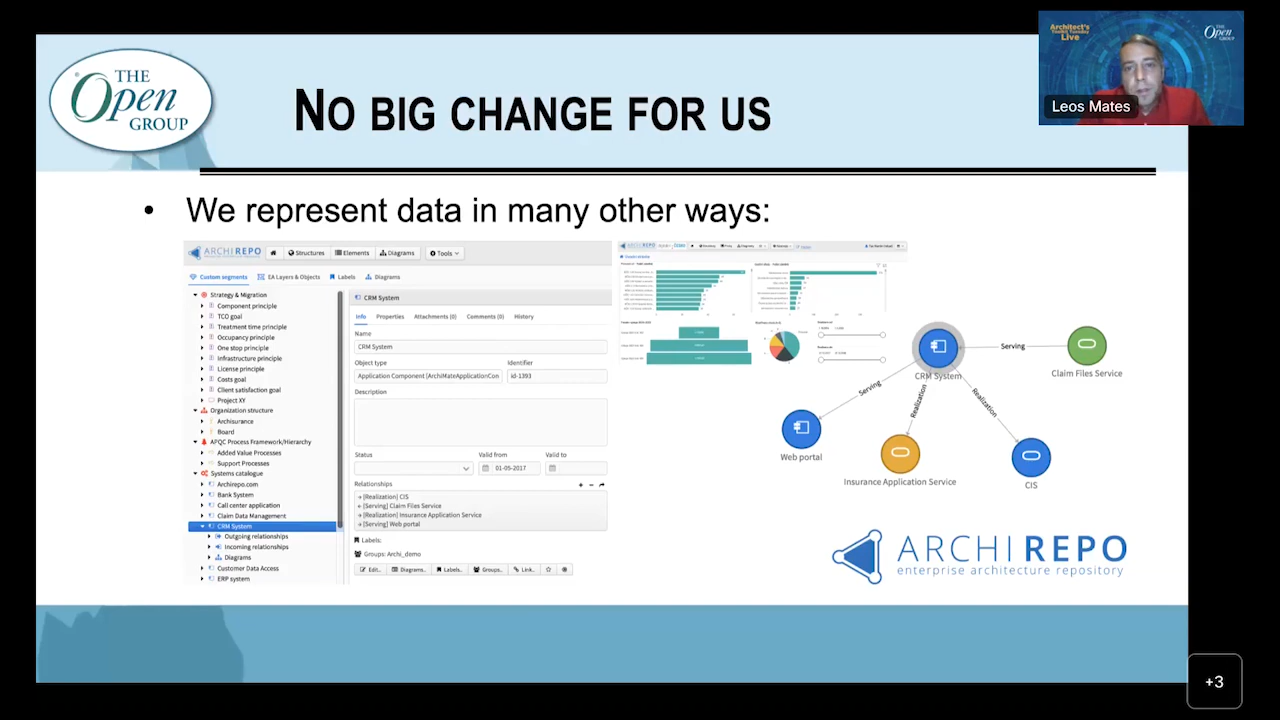 THE
Open
GROUP
NO BIG CHANGE FOR US
Architect's
Toolkit Tuesday
Live
THE
Open
GROUP
Leos Mates
• We represent data in many other ways:
ARCHIREPO
Structures
Elements
Diagrams
Tools
Custom segments
EA Layers & Objects
Labels
Diagrams
Strategy & Migration
Component principle
TCO goal
Treatment time principle
Occupancy principle
One stop principle
Infrastructure principle
License principle
Costs goal
Client satisfaction goal
Project XY
Organization structure
Archisurance
Board
APQC Process Framework/Hierarchy
Added Value Processes
Support Processes
Systems catalogue
Archirepo.com
Bank System
Call center application
Claim Data Management
CRM System
Outgoing relationships
Incoming relationships
Diagrams
Customer Data Access
ERP system
CRM System
Info
Properties
Attachments (0)
Comments (0)
History
Name
CRM System
Object type
Identifier
Application Component [ArchiMateApplicationCon
id-1393
Description
Status
Valid from
Valid to
01-05-2017
Relationships
[Realization] CIS
[Serving] Claim Files Service
[Realization] Insurance Application Service
[Serving] Web portal
Labels:
Groups: Archi_demo
Edit..
Diagrams..
Labels..
Groups..
Link..
ARCHIREPO
CRM System
Serving
Claim Files Service
Serving
Realization
Realization
Web portal
Insurance Application Service
CIS
ARCHIREPO
enterprise architecture repository
+3